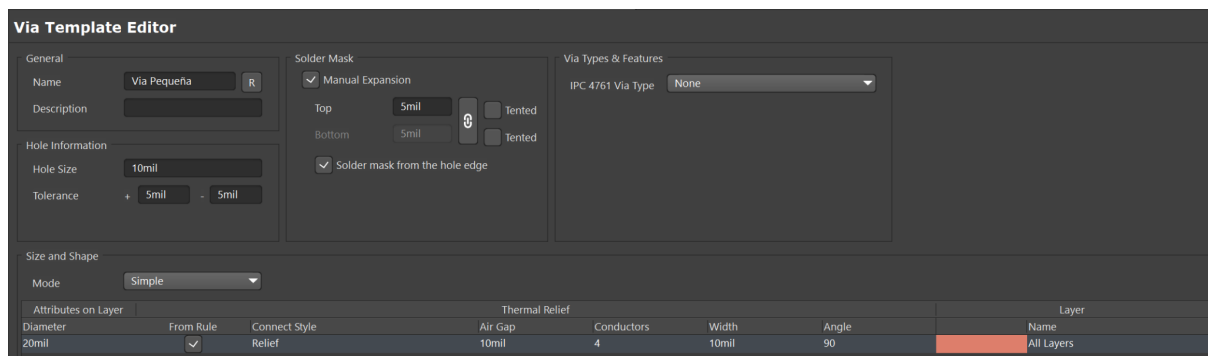 Via Template Editor
General
Name Via Pequeña R
Description
Hole Information
Hole Size 10mil
Tolerance + 5mil - 5mil
Solder Mask
Manual Expansion
Top 5mil Tented
Bottom 5mil Tented
Solder mask from the hole edge
Via Types & Features
IPC 4761 Via Type None
Size and Shape
Mode Simple
Attributes on Layer Thermal Relief Layer
Diameter From Rule Connect Style Air Gap Conductors Width Angle Name
20mil Relief 10mil 4 10mil 90 All Layers